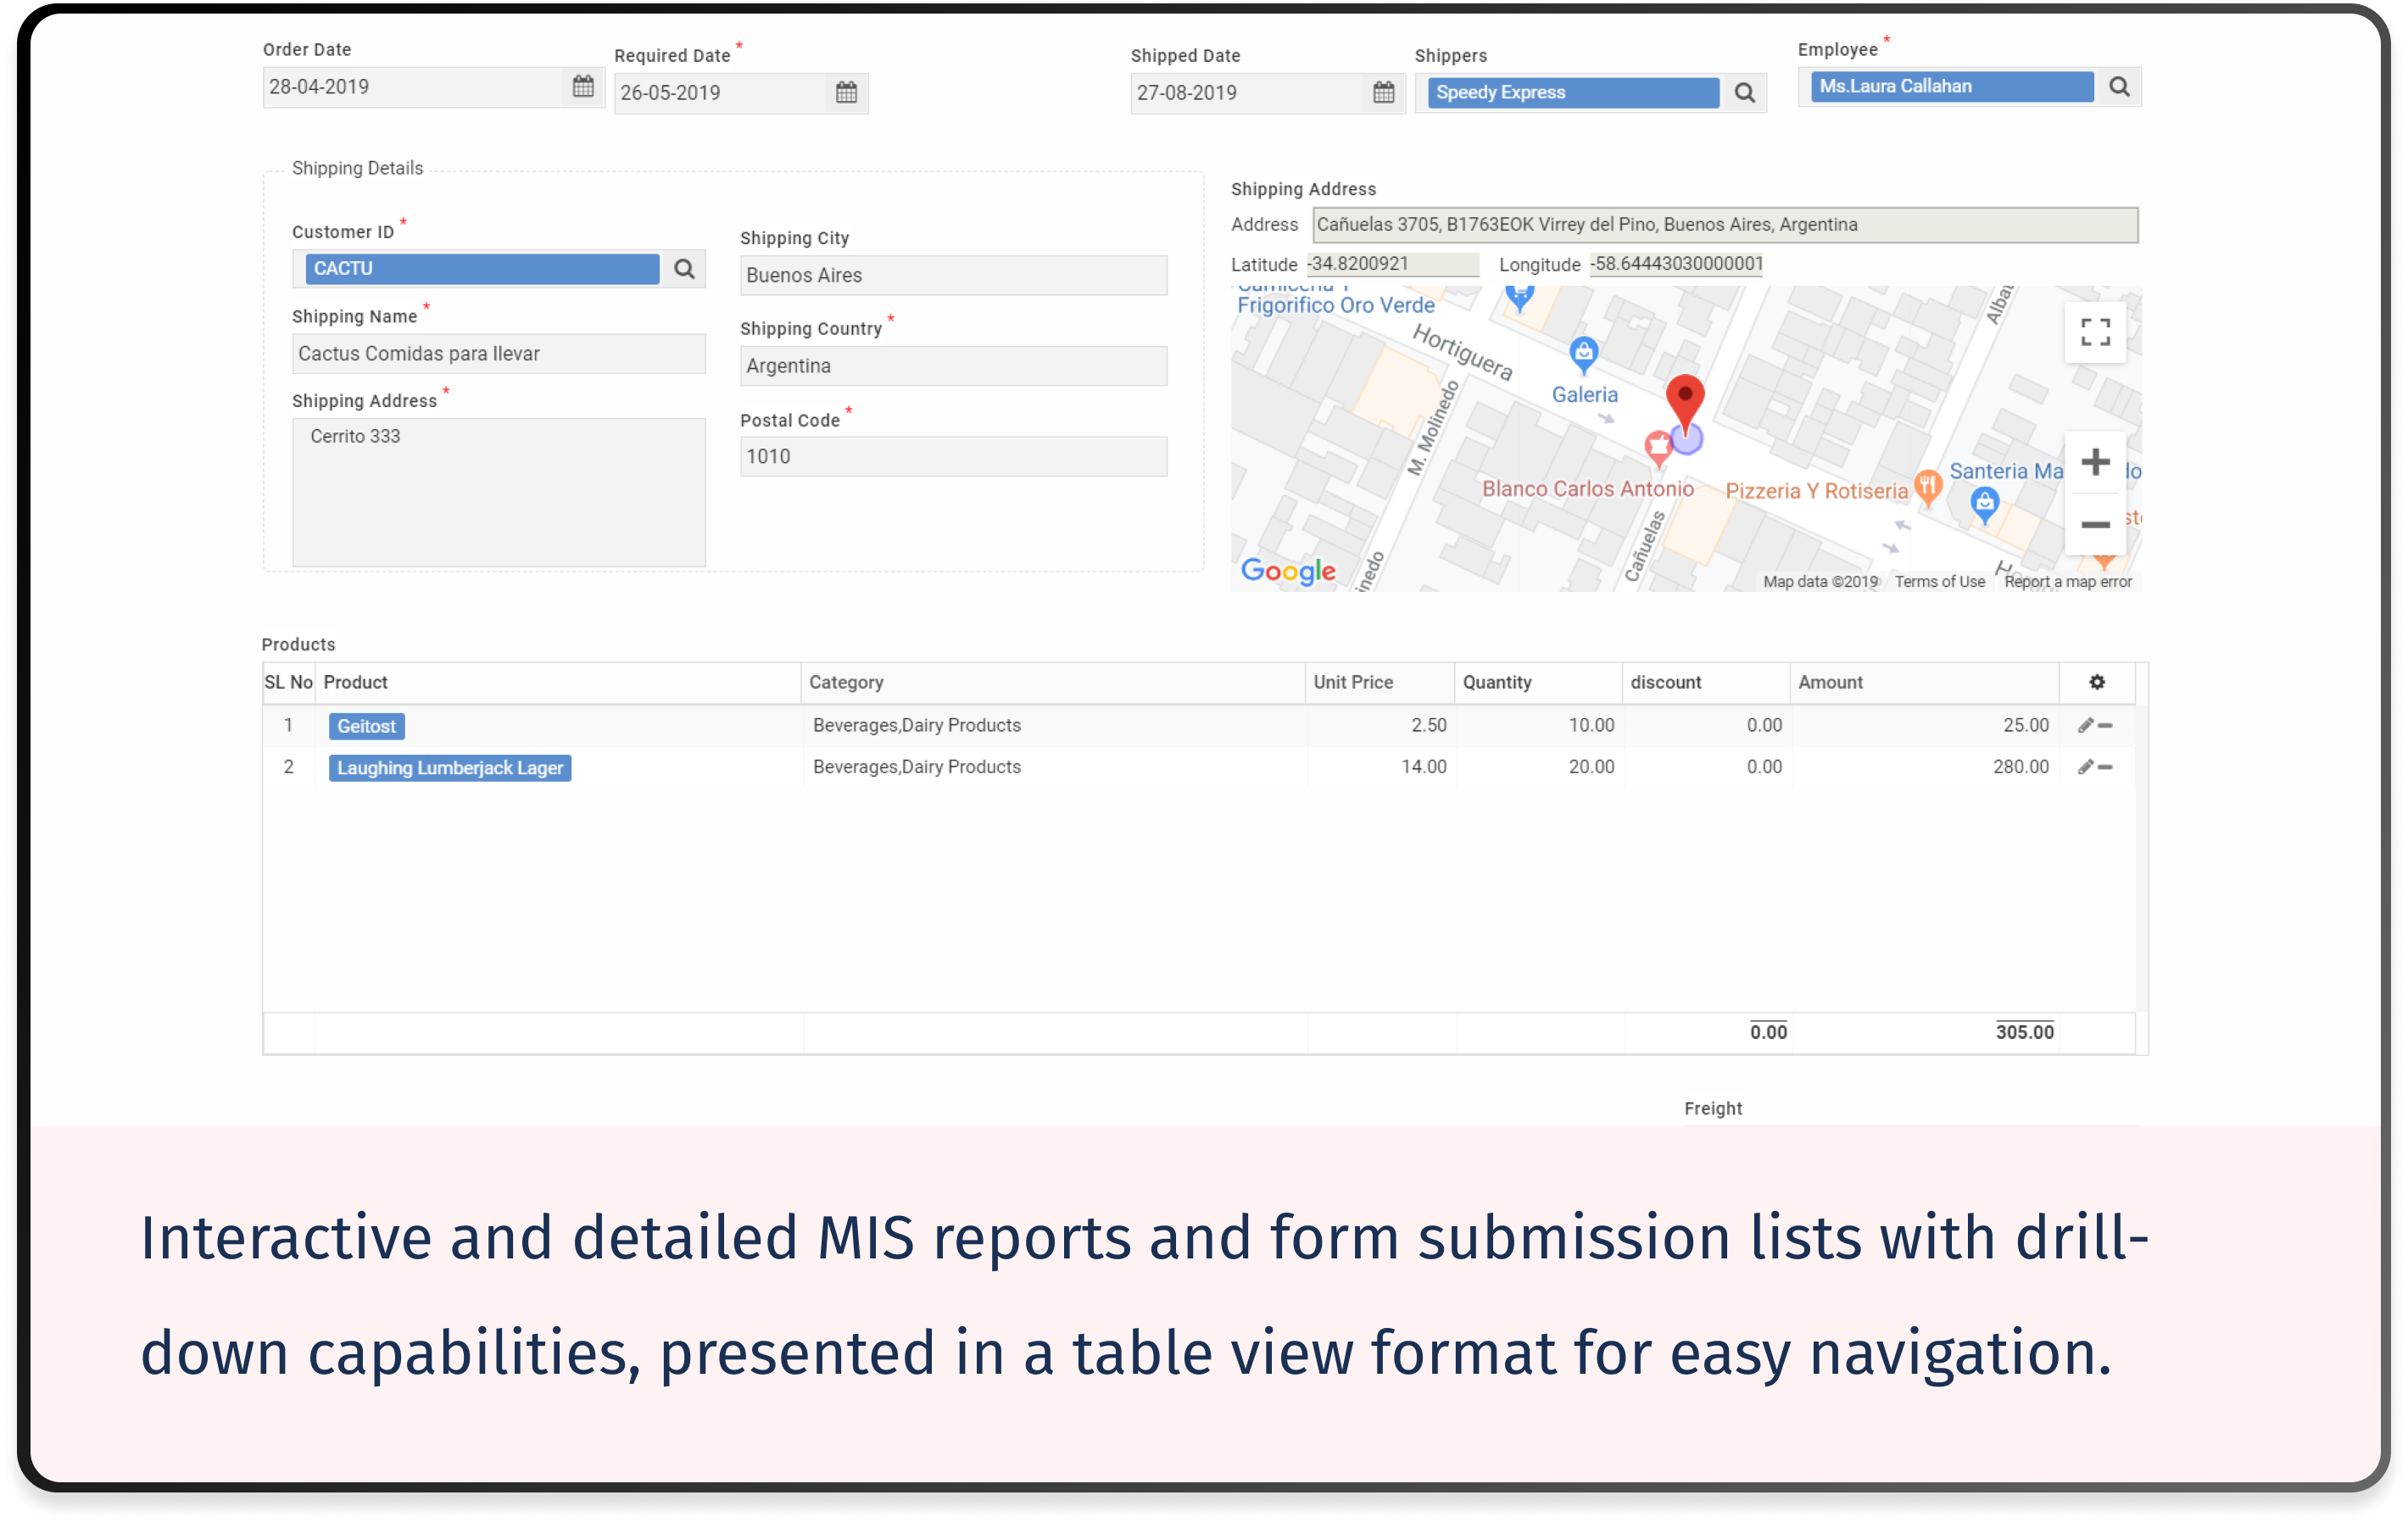 Order Date
Required Date *
Shipped Date
Shippers
Employee *
28-04-2019
26-05-2019
27-08-2019
Speedy Express
Ms.Laura Callahan
Shipping Details
Customer ID *
CACTU
Shipping Name *
Cactus Comidas para llevar
Shipping Address *
Cerrito 333
Shipping City
Buenos Aires
Shipping Country *
Argentina
Postal Code *
1010
Shipping Address
Address Cañuelas 3705, B1763EOK Virrey del Pino, Buenos Aires, Argentina
Latitude -34.8200921 Longitude -58.64443030000001
Frigorifico Oro Verde
Hortiguera
Galeria
M. Molinedo
Blanco Carlos Antonio
Pizzeria Y Rotiseria
Santeria Ma
Cañuelas
Google
Map data ©2019 Terms of Use Report a map error
Products
SL No Product Category Unit Price Quantity discount Amount
1 Geitost Beverages,Dairy Products 2.50 10.00 0.00 25.00
2 Laughing Lumberjack Lager Beverages,Dairy Products 14.00 20.00 0.00 280.00
0.00 305.00
Freight
Interactive and detailed MIS reports and form submission lists with drill-
down capabilities, presented in a table view format for easy navigation.